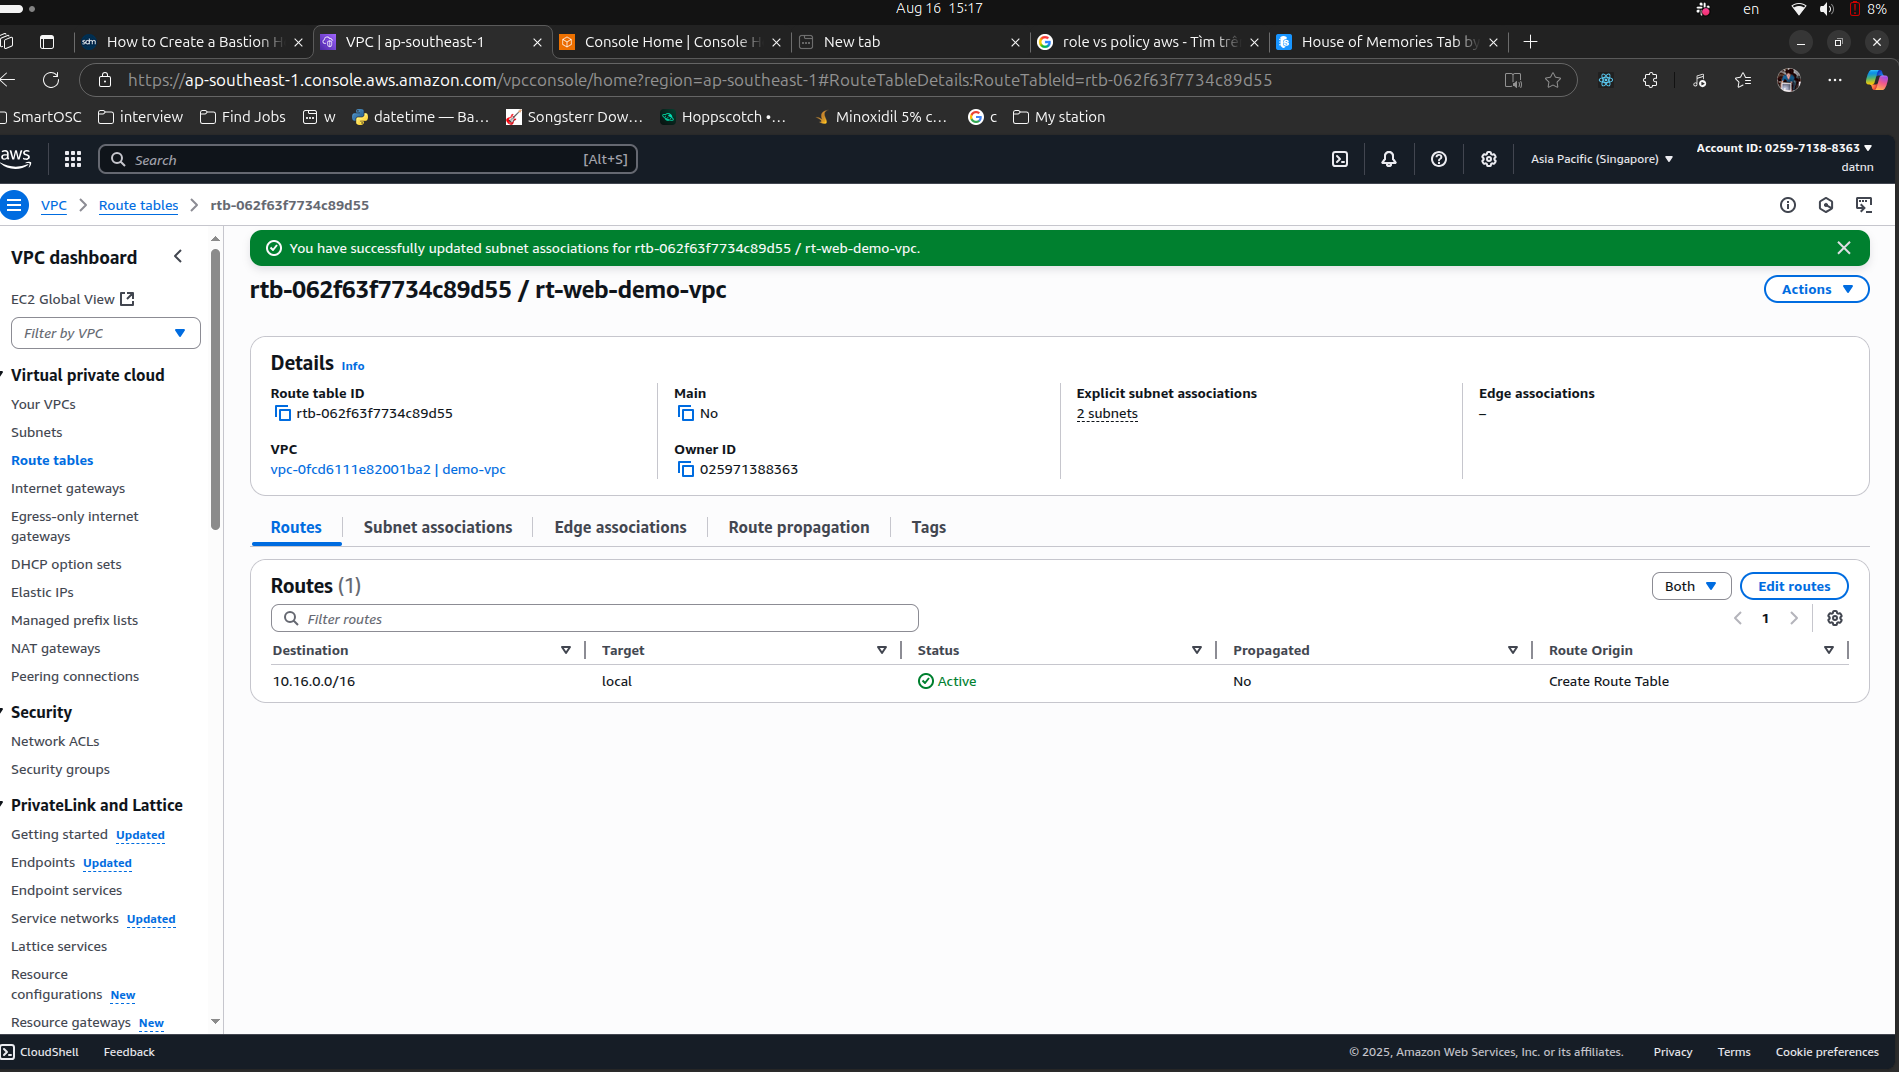 Aug 16 15:17
en
8%
How to Create a Bastion H
VPC | ap-southeast-1
Console Home | Console H
New tab
role vs policy aws - Tìm trê
House of Memories Tab by
https://ap-southeast-1.console.aws.amazon.com/vpcconsole/home?region=ap-southeast-1#RouteTableDetails:RouteTableId=rtb-062f63f7734c89d55
SmartOSC
interview
Find Jobs
w
datetime — Ba...
Songsterr Dow...
Hoppscotch •...
Minoxidil 5% c...
c
My station
aws
Search
[Alt+S]
Asia Pacific (Singapore)
Account ID: 0259-7138-8363
datnn
VPC
Route tables
rtb-062f63f7734c89d55
VPC dashboard
EC2 Global View
Filter by VPC
Virtual private cloud
Your VPCs
Subnets
Route tables
Internet gateways
Egress-only internet
gateways
DHCP option sets
Elastic IPs
Managed prefix lists
NAT gateways
Peering connections
Security
Network ACLs
Security groups
PrivateLink and Lattice
Getting started Updated
Endpoints Updated
Endpoint services
Service networks Updated
Lattice services
Resource
configurations New
Resource gateways New
You have successfully updated subnet associations for rtb-062f63f7734c89d55 / rt-web-demo-vpc.
rtb-062f63f7734c89d55 / rt-web-demo-vpc
Actions
Details Info
Route table ID
rtb-062f63f7734c89d55
VPC
vpc-0fcd6111e82001ba2 | demo-vpc
Main
No
Owner ID
025971388363
Explicit subnet associations
2 subnets
Edge associations
–
Routes
Subnet associations
Edge associations
Route propagation
Tags
Routes (1)
Both
Edit routes
Filter routes
1
Destination
Target
Status
Propagated
Route Origin
10.16.0.0/16
local
Active
No
Create Route Table
CloudShell
Feedback
© 2025, Amazon Web Services, Inc. or its affiliates.
Privacy
Terms
Cookie preferences